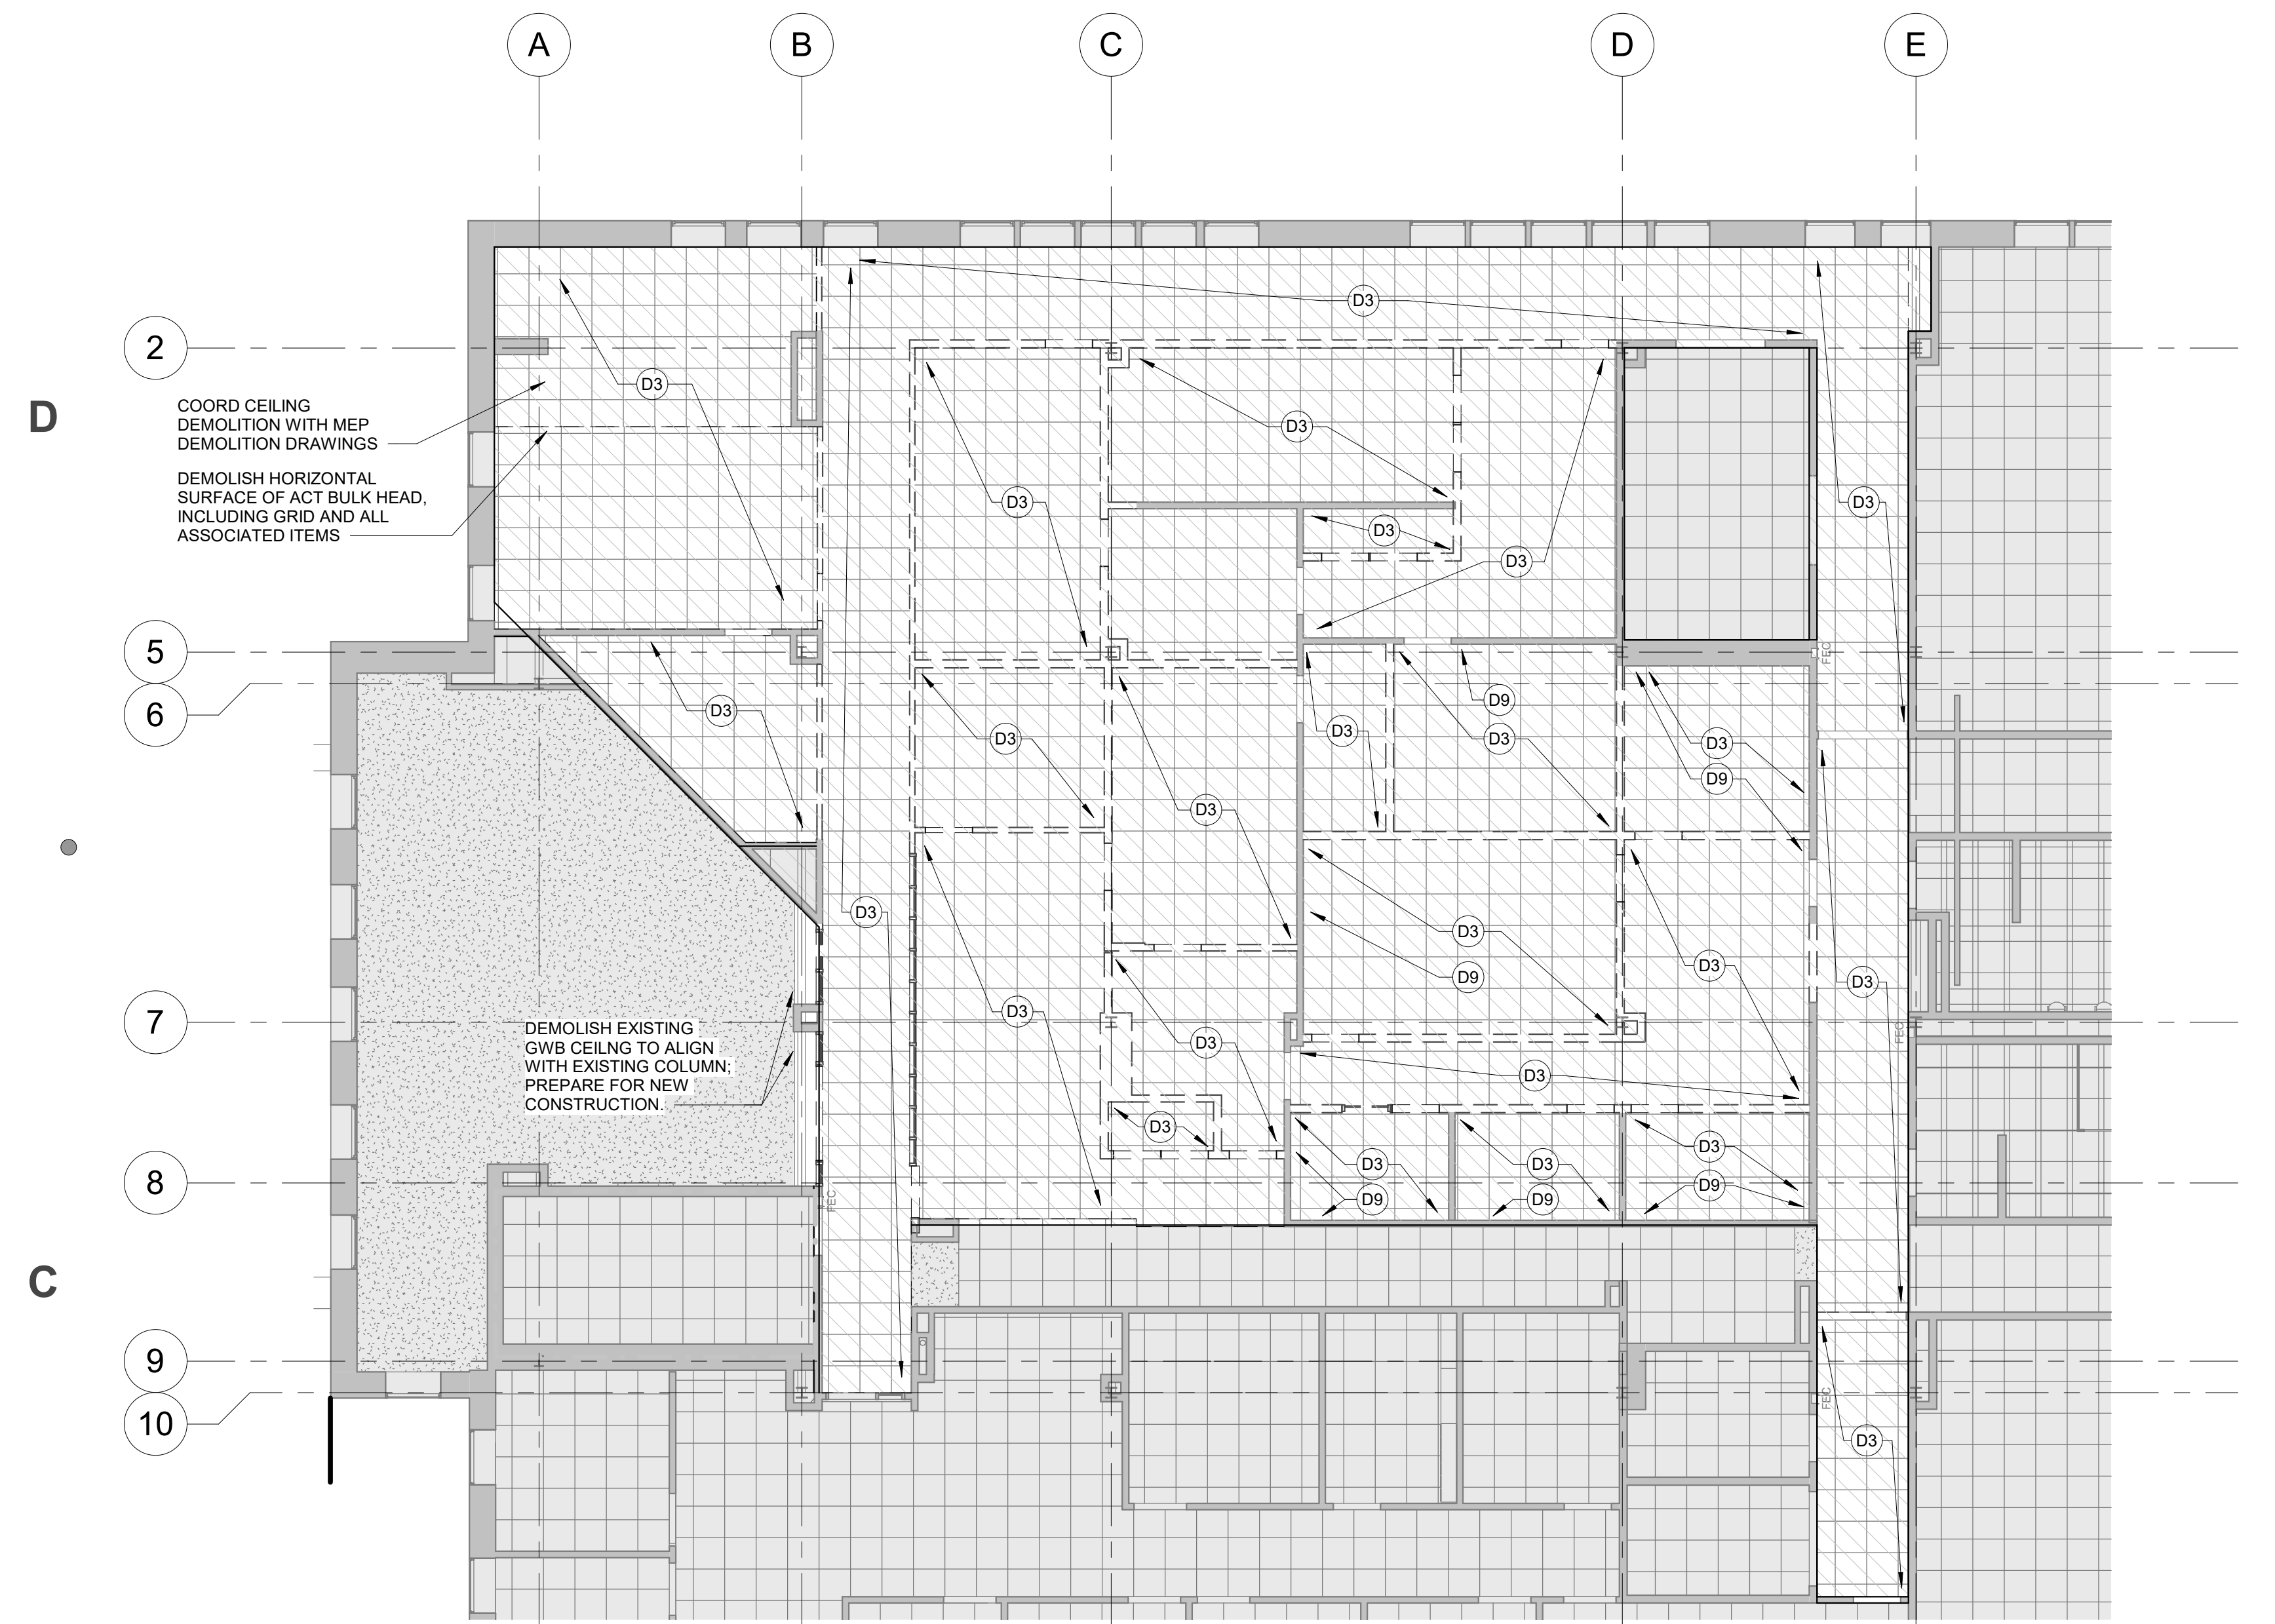 A
B
C
D
E
2
D3
D3
D
COORD CEILING
DEMOLITION WITH MEP
DEMOLITION DRAWINGS
D3
DEMOLISH HORIZONTAL
SURFACE OF ACT BULK HEAD,
INCLUDING GRID AND ALL
ASSOCIATED ITEMS
D3
D3
D3
D3
5
FEC
6
D3
D9
D3
D3
D3
D3
D9
D3
D3
D3
D3
D9
D3
D3
7
D3
FEC
DEMOLISH EXISTING
GWB CEILNG TO ALIGN
WITH EXISTING COLUMN;
PREPARE FOR NEW
CONSTRUCTION.
D3
D3
D3
D3
8
D3
D3
D9
D9
D9
FEC
C
9
10
FEC
D3